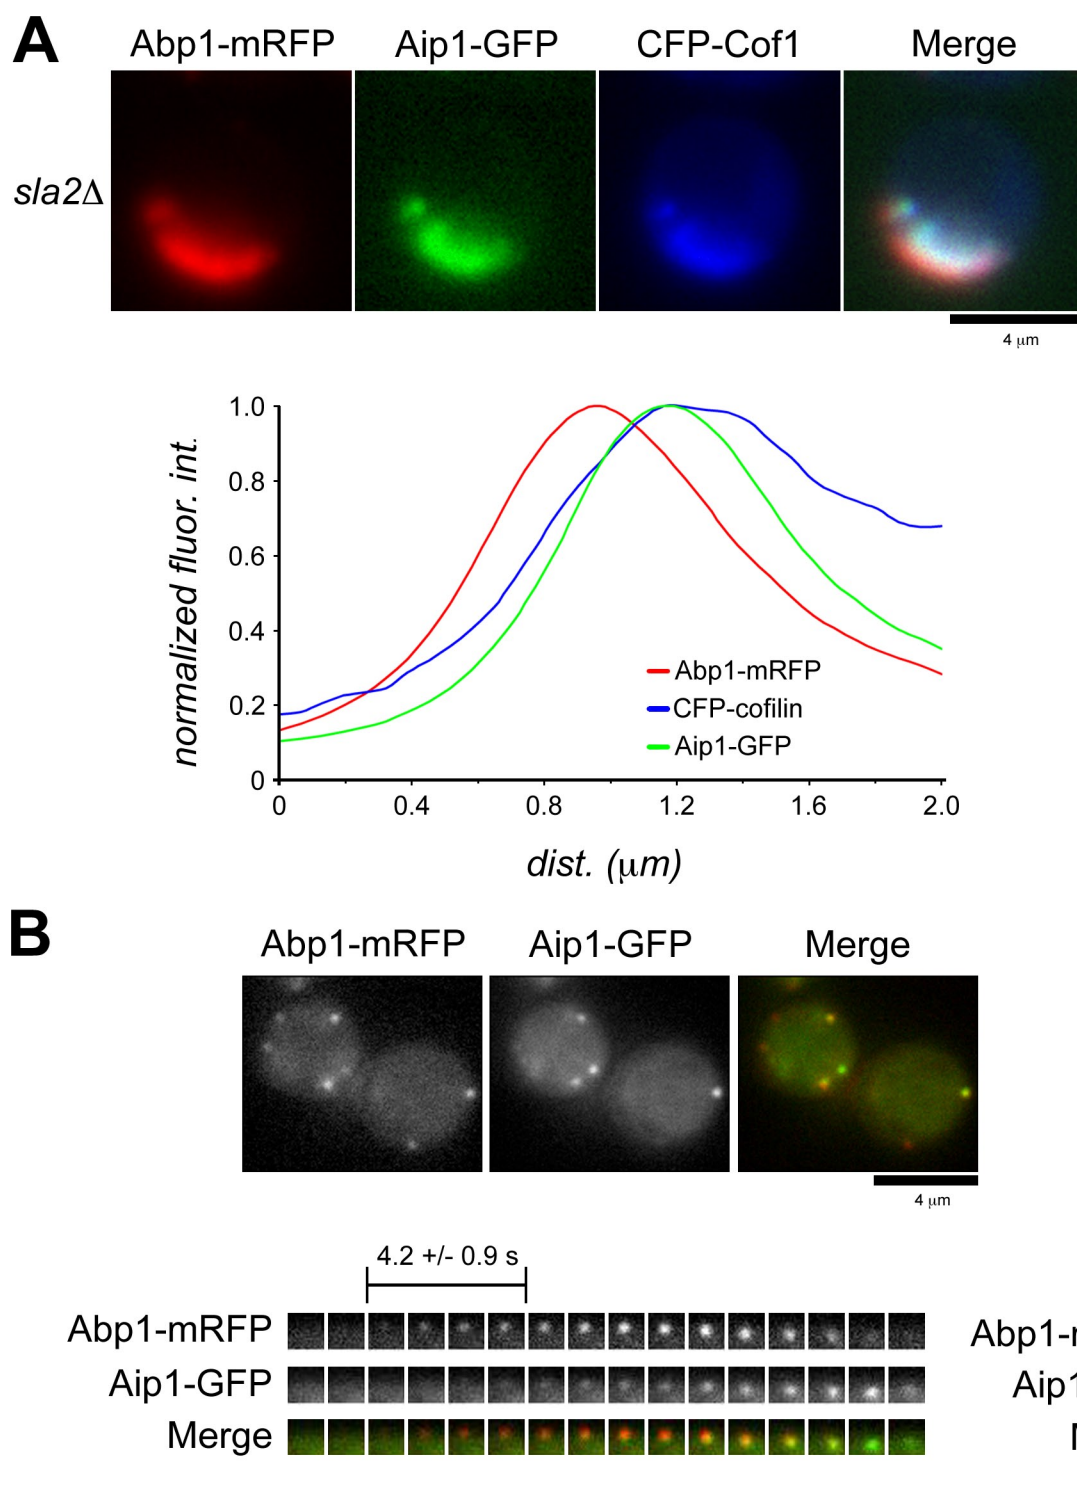 A
Abp1-mRFP Aip1-GFP CFP-Cof1 Merge
sla2Δ
4 μm
normalized fluor. int.
1.0
0.8
0.6
0.4
0.2
0
Abp1-mRFP
CFP-cofilin
Aip1-GFP
0 0.4 0.8 1.2 1.6 2.0
dist. (μm)
B
Abp1-mRFP Aip1-GFP Merge
4 μm
4.2 +/- 0.9 s
Abp1-mRFP
Aip1-GFP
Merge
Abp1-
Aip1